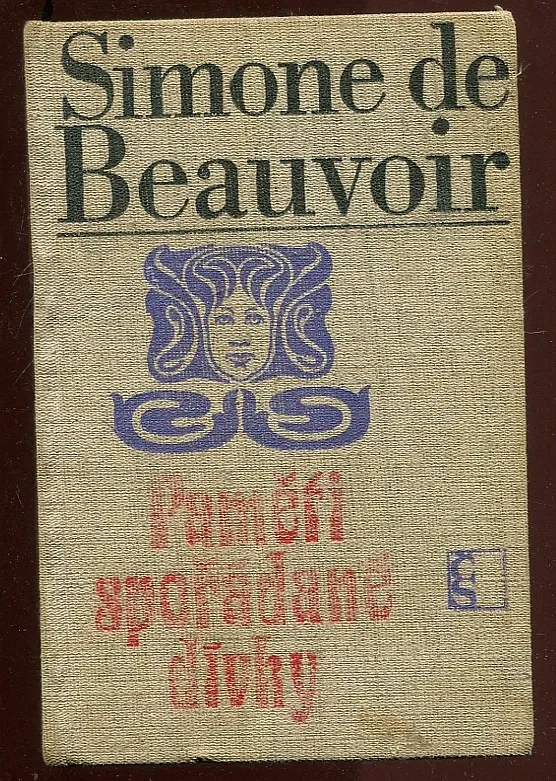 Simone de
Beauvoir
Paměti
spořádané
dívky
čs